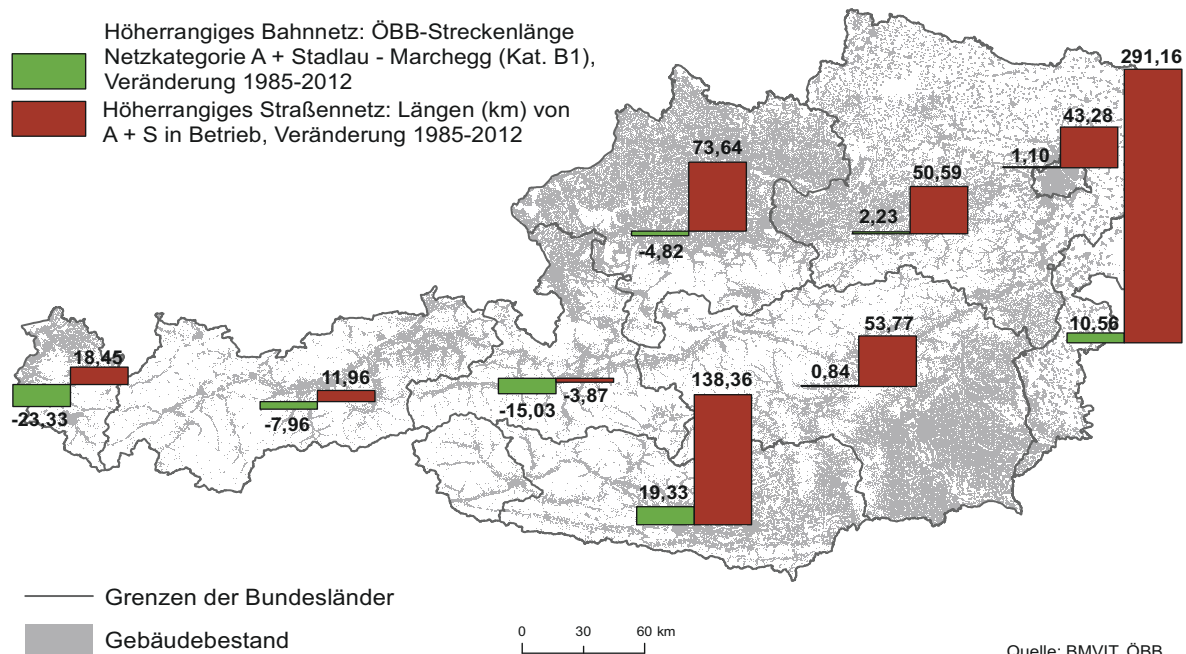 Höherrangiges Bahnnetz: ÖBB-Streckenlänge
Netzkategorie A + Stadlau - Marchegg (Kat. B1),
Veränderung 1985-2012
Höherrangiges Straßennetz: Längen (km) von
A + S in Betrieb, Veränderung 1985-2012
291,16
43,28
1,10
73,64
50,59
2,23
-4,82
10,56
53,77
0,84
18,45
-23,33
11,96
-7,96
-15,03
-3,87
138,36
19,33
Grenzen der Bundesländer
Gebäudebestand
0 30 60 km
Quelle: BMVIT, ÖBB